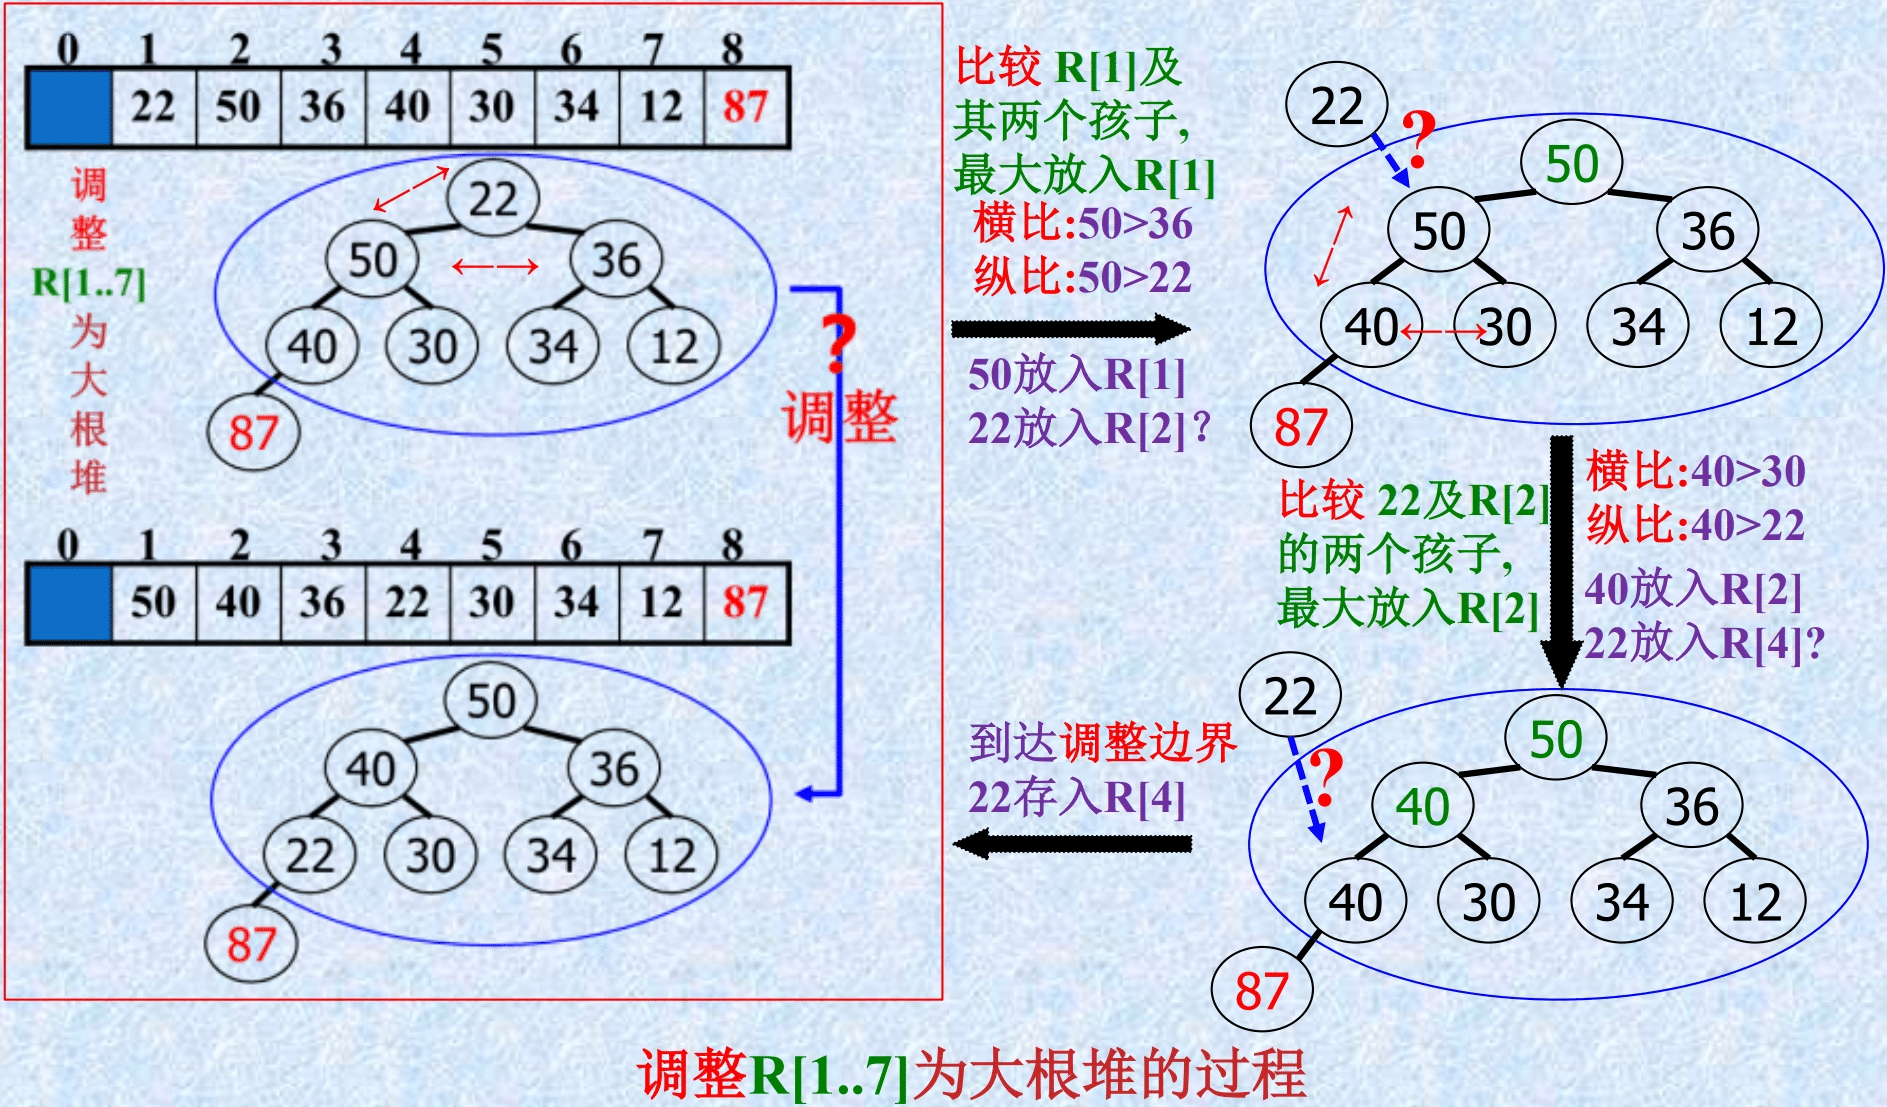 0 1 2 3 4 5 6 7 8
22 50 36 40 30 34 12 87
调
整
R[1..7]
为
大
根
堆
22
50 36
40 30 34 12
87
?
调整
0 1 2 3 4 5 6 7 8
50 40 36 22 30 34 12 87
50
40 36
22 30 34 12
87
比较 R[1]及
其两个孩子,
最大放入R[1]
横比:50>36
纵比:50>22
50放入R[1]
22放入R[2]?
22
?
50
50 36
40 30 34 12
87
比较 22及R[2]
的两个孩子,
最大放入R[2]
横比:40>30
纵比:40>22
40放入R[2]
22放入R[4]?
22
?
50
40 36
40 30 34 12
87
到达调整边界
22存入R[4]
调整R[1..7]为大根堆的过程